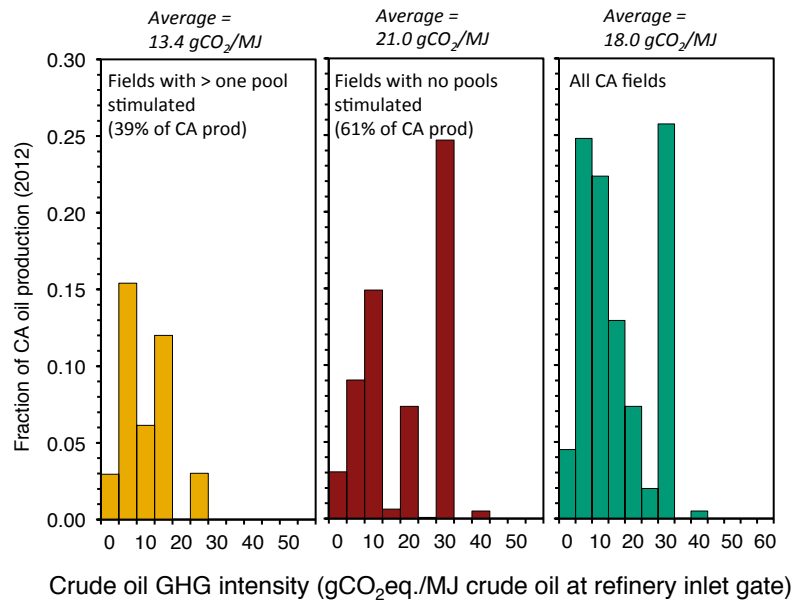 Average =
13.4 gCO2/MJ
Average =
21.0 gCO2/MJ
Average =
18.0 gCO2/MJ
Fraction of CA oil production (2012)
0.30
0.25
0.20
0.15
0.10
0.05
0.00
Fields with > one pool
stimulated
(39% of CA prod)
Fields with no pools
stimulated
(61% of CA prod)
All CA fields
0 10 20 30 40 50
0 10 20 30 40 50
0 10 20 30 40 50 60
Crude oil GHG intensity (gCO2eq./MJ crude oil at refinery inlet gate)